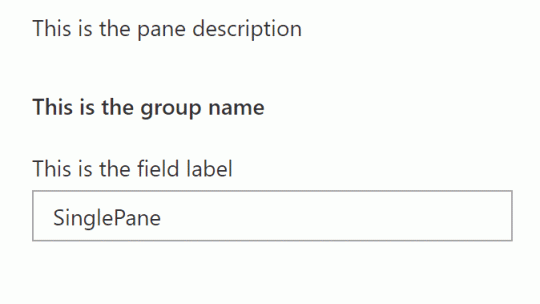 This is the pane description
This is the group name
This is the field label
SinglePane